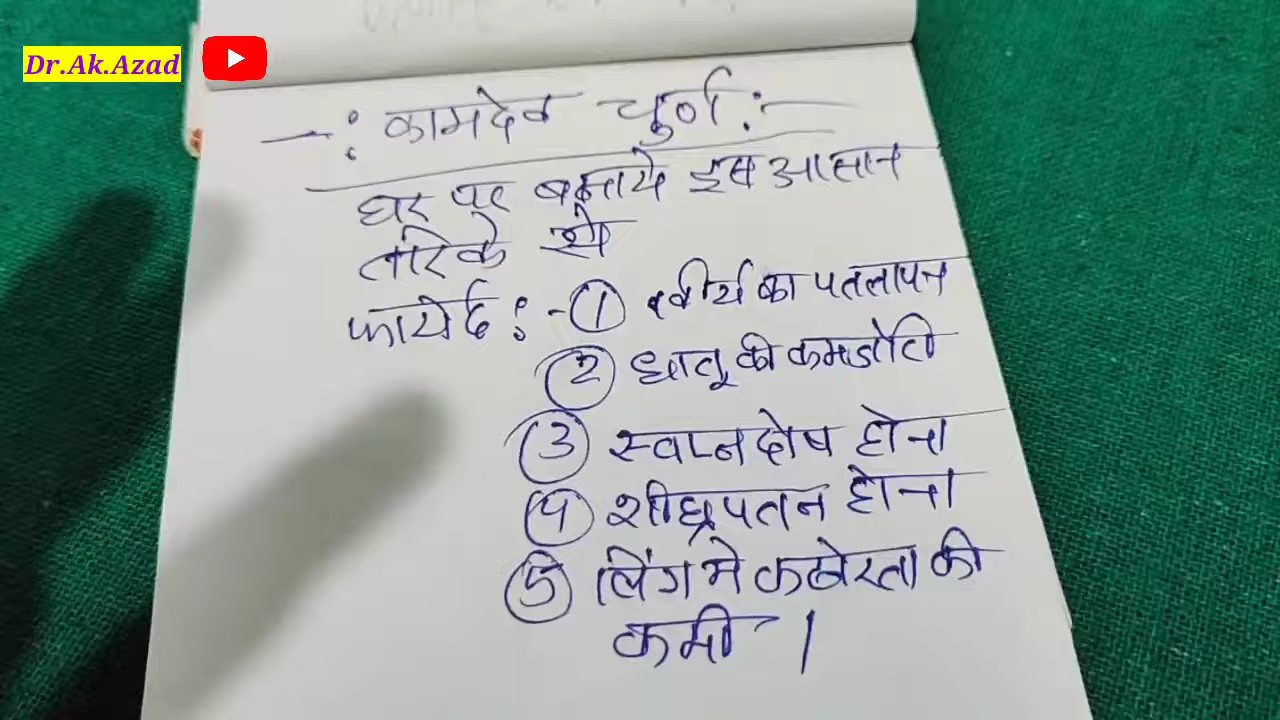 Dr.Ak.Azad
-: कामदेव चुर्ण :-
घर पर बनाये इस आसान
तरिके से
फायेदे :- ① वीर्य का पतलापन
② धातू की कमजोरी
③ स्वप्नदोष होना
④ शीघ्रपतन होना
⑤ लिंग मे कठोरता की
कमी ।